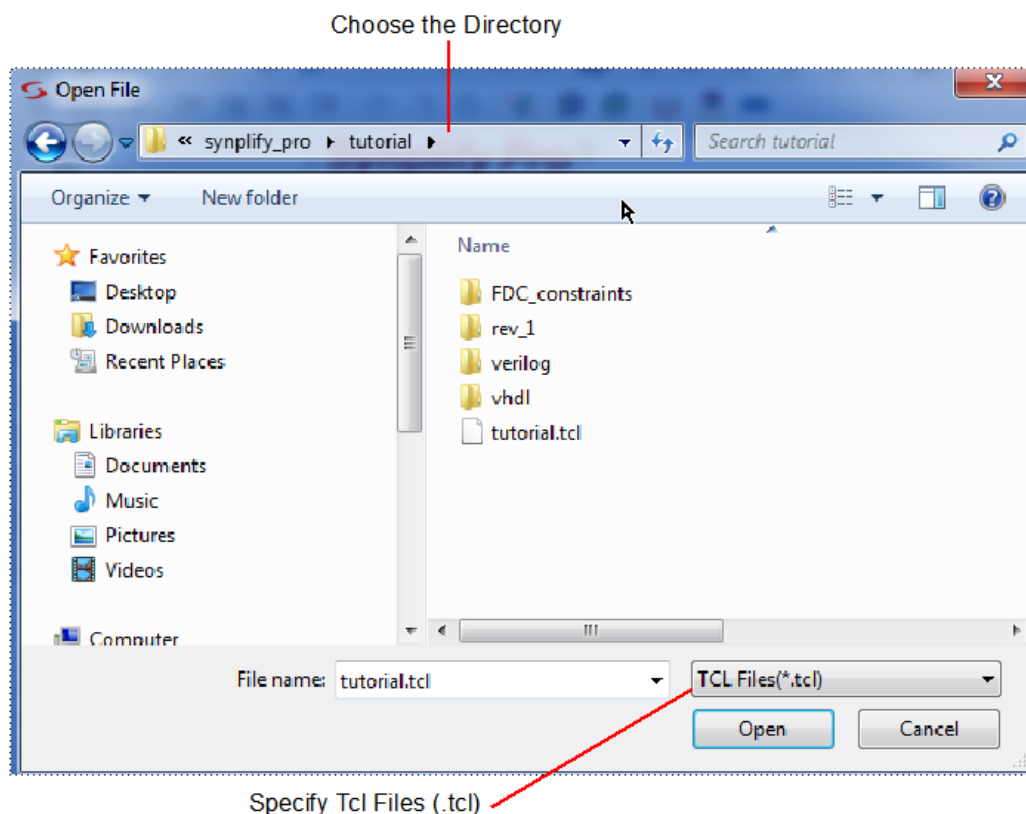 Choose the Directory
Open File
« synplify_pro ▸ tutorial ▸
Search tutorial
Organize
New folder
Favorites
Desktop
Downloads
Recent Places
Libraries
Documents
Music
Pictures
Videos
Computer
Name
FDC_constraints
rev_1
verilog
vhdl
tutorial.tcl
File name: tutorial.tcl
TCL Files(*.tcl)
Open
Cancel
Specify Tcl Files (.tcl)